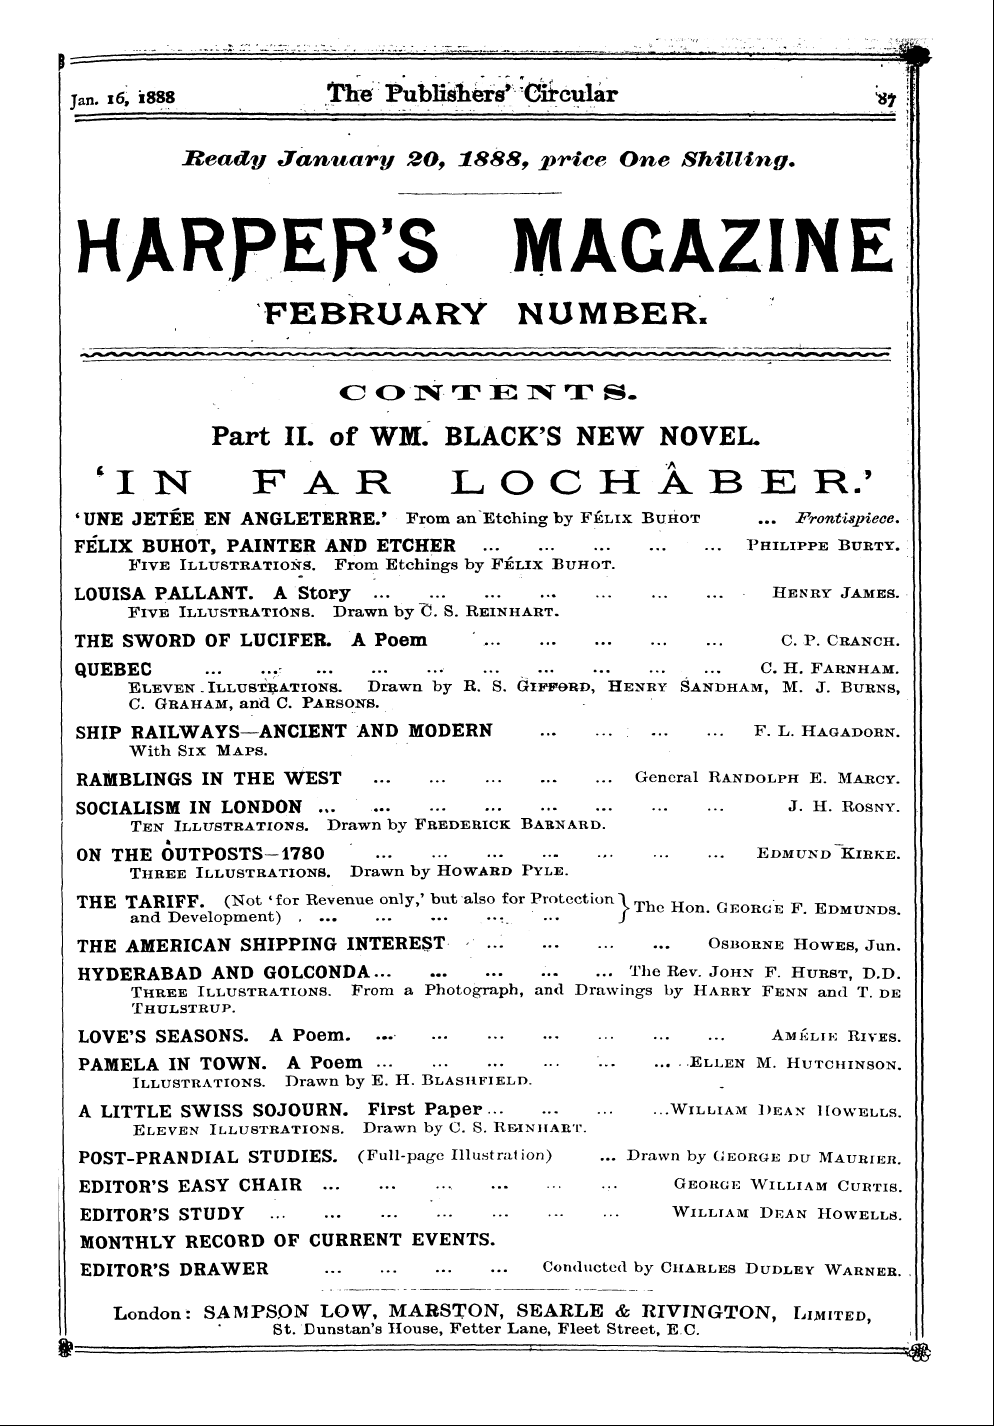 Jan. 16, 1888 The Publishers' Circular 87
Ready January 20, 1888, price One Shilling.
HARPER'S MAGAZINE
FEBRUARY NUMBER.
CONTENTS.
Part II. of WM. BLACK'S NEW NOVEL.
'IN FAR LOCHABER.'
'UNE JETÉE EN ANGLETERRE.' From an Etching by FÉLIX BUHOT ... Frontispiece.
FÉLIX BUHOT, PAINTER AND ETCHER ... ... ... ... ... PHILIPPE BURTY.
FIVE ILLUSTRATIONS. From Etchings by FÉLIX BUHOT.
LOUISA PALLANT. A Story ... ... ... ... ... ... ... HENRY JAMES.
FIVE ILLUSTRATIONS. Drawn by C. S. REINHART.
THE SWORD OF LUCIFER. A Poem ... ... ... ... ... C. P. CRANCH.
QUEBEC ... ... ... ... ... ... ... ... ... ... C. H. FARNHAM.
ELEVEN ILLUSTRATIONS. Drawn by R. S. GIFFORD, HENRY SANDHAM, M. J. BURNS,
C. GRAHAM, and C. PARSONS.
SHIP RAILWAYS—ANCIENT AND MODERN ... ... ... ... F. L. HAGADORN.
With SIX MAPS.
RAMBLINGS IN THE WEST ... ... ... ... ... General RANDOLPH E. MARCY.
SOCIALISM IN LONDON ... ... ... ... ... ... ... ... J. H. ROSNY.
TEN ILLUSTRATIONS. Drawn by FREDERICK BARNARD.
ON THE OUTPOSTS—1780 ... ... ... ... ... ... ... EDMUND KIRKE.
THREE ILLUSTRATIONS. Drawn by HOWARD PYLE.
THE TARIFF. (Not 'for Revenue only,' but also for Protection
and Development) . ... ... ... ... ... } The Hon. GEORGE F. EDMUNDS.
THE AMERICAN SHIPPING INTEREST ... ... ... ... OSBORNE HOWES, Jun.
HYDERABAD AND GOLCONDA ... ... ... ... ... The Rev. JOHN F. HURST, D.D.
THREE ILLUSTRATIONS. From a Photograph, and Drawings by HARRY FENN and T. DE
THULSTRUP.
LOVE'S SEASONS. A Poem. ... ... ... ... ... ... ... AMÉLIE RIVES.
PAMELA IN TOWN. A Poem ... ... ... ... ... ... ELLEN M. HUTCHINSON.
ILLUSTRATIONS. Drawn by E. H. BLASHFIELD.
A LITTLE SWISS SOJOURN. First Paper ... ... ... ... WILLIAM DEAN HOWELLS.
ELEVEN ILLUSTRATIONS. Drawn by C. S. REINHART.
POST-PRANDIAL STUDIES. (Full-page Illustration) ... Drawn by GEORGE DU MAURIER.
EDITOR'S EASY CHAIR ... ... ... ... ... ... GEORGE WILLIAM CURTIS.
EDITOR'S STUDY ... ... ... ... ... ... ... WILLIAM DEAN HOWELLS.
MONTHLY RECORD OF CURRENT EVENTS.
EDITOR'S DRAWER ... ... ... ... Conducted by CHARLES DUDLEY WARNER.
London: SAMPSON LOW, MARSTON, SEARLE & RIVINGTON, LIMITED,
St. Dunstan's House, Fetter Lane, Fleet Street, E.C.